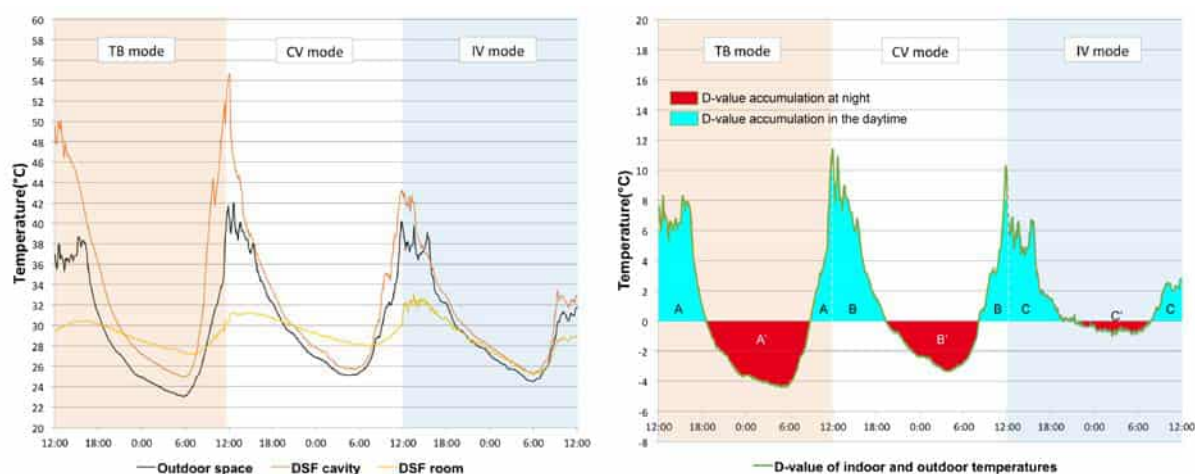 60
58
56
54
52
50
48
46
44
42
40
38
36
34
32
30
28
26
24
22
20
Temperature(°C)
TB mode
CV mode
IV mode
12:00
18:00
0:00
6:00
12:00
18:00
0:00
6:00
12:00
18:00
0:00
6:00
12:00
Outdoor space
DSF cavity
DSF room
20
18
16
14
12
10
8
6
4
2
0
-2
-4
-6
-8
Temperature(°C)
TB mode
CV mode
IV mode
D-value accumulation at night
D-value accumulation in the daytime
A
A'
A
B
B'
B
C
C'
C
12:00
18:00
0:00
6:00
12:00
18:00
0:00
6:00
12:00
18:00
0:00
6:00
12:00
D-value of indoor and outdoor temperatures